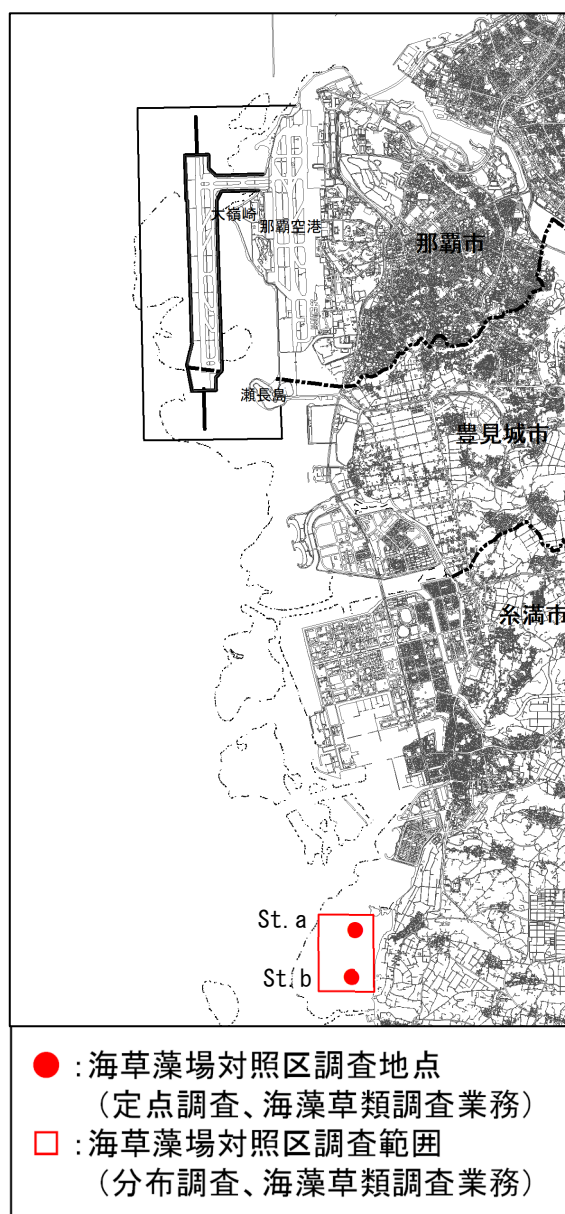 大嶺崎
那覇空港
那覇市
瀬長島
豊見城市
糸満市
St.a
St.b
● :海草藻場対照区調査地点
(定点調査、海藻草類調査業務)
□ :海草藻場対照区調査範囲
(分布調査、海藻草類調査業務)